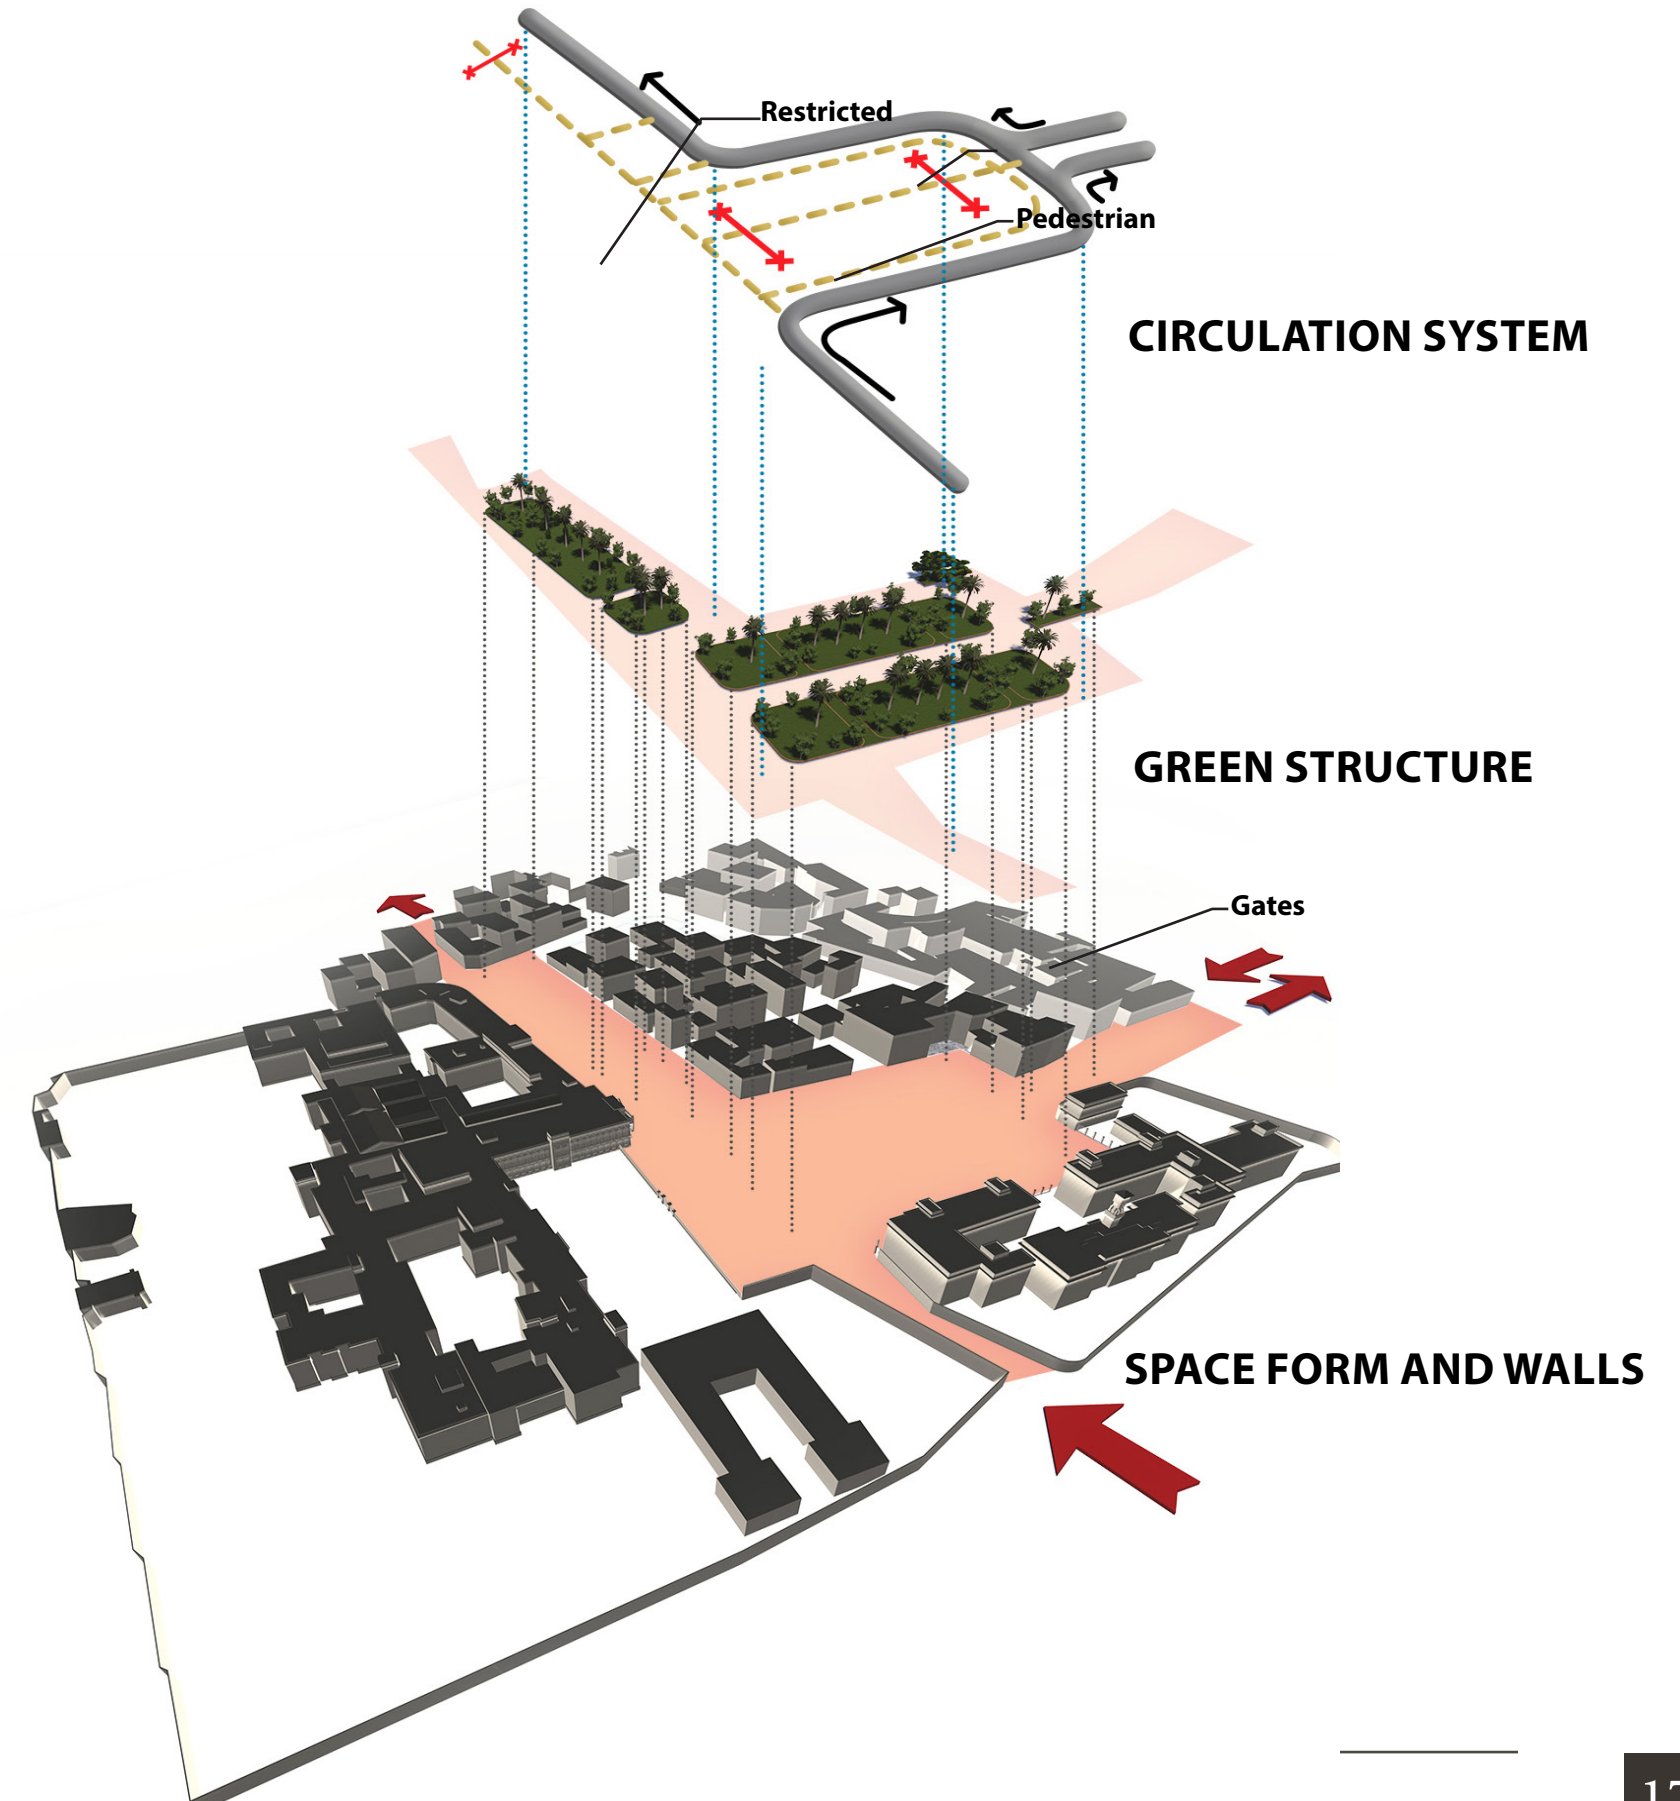 Restricted
Pedestrian
CIRCULATION SYSTEM
GREEN STRUCTURE
Gates
SPACE FORM AND WALLS